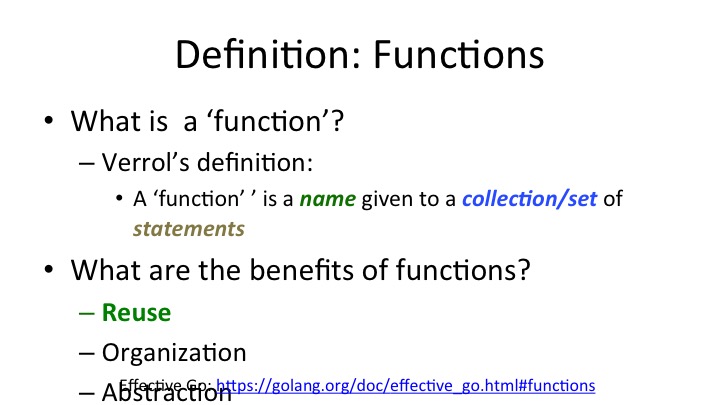 Definition: Functions
• What is  a ‘function’?
– Verrol’s definition:
• A ‘function’ ’ is a name given to a collection/set of
statements
• What are the benefits of functions?
– Reuse
– Organization
– Abstraction
Effective Go: https://golang.org/doc/effective_go.html#functions